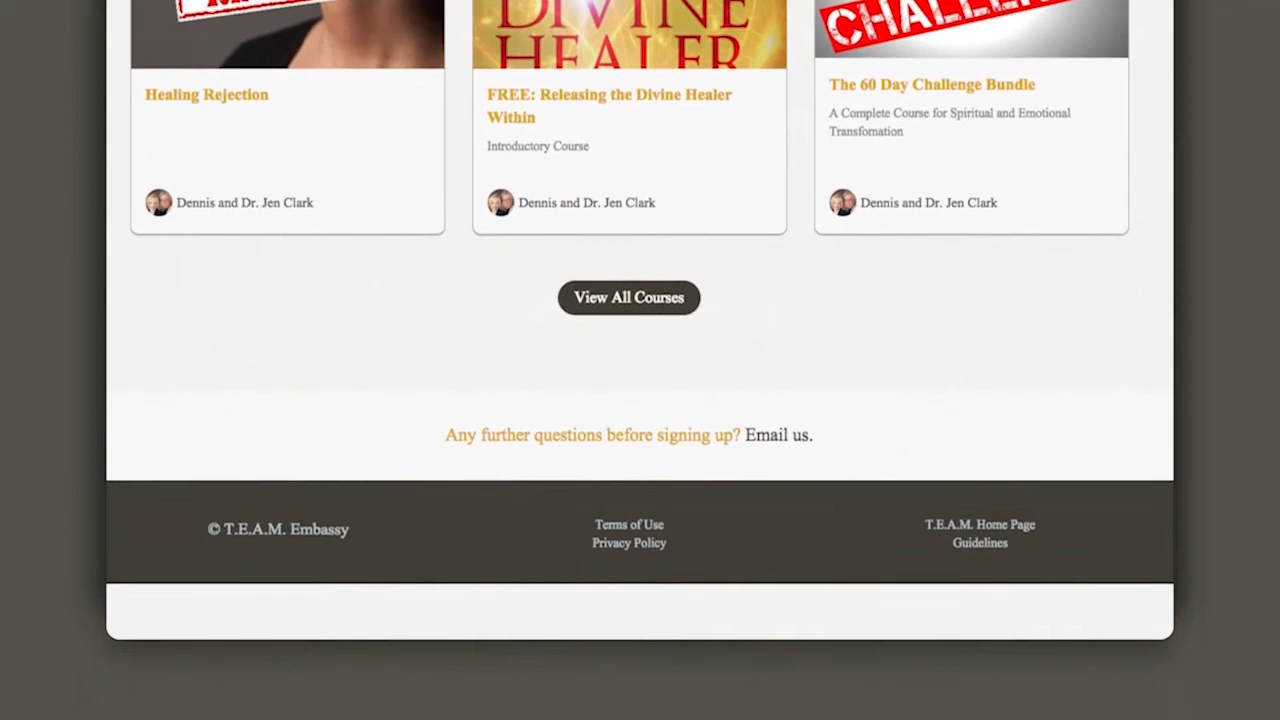 DIVINE
HEALER
Healing Rejection
Dennis and Dr. Jen Clark
FREE: Releasing the Divine Healer
Within
Introductory Course
Dennis and Dr. Jen Clark
The 60 Day Challenge Bundle
A Complete Course for Spiritual and Emotional
Transfomation
Dennis and Dr. Jen Clark
View All Courses
Any further questions before signing up? Email us.
© T.E.A.M. Embassy
Terms of Use
Privacy Policy
T.E.A.M. Home Page
Guidelines